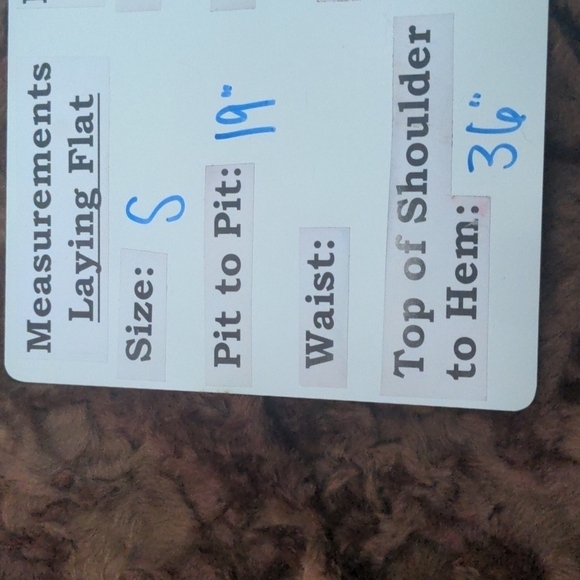 Measurements
Laying Flat
Size: S
Pit to Pit: 19"
Waist:
Top of Shoulder
to Hem: 36"